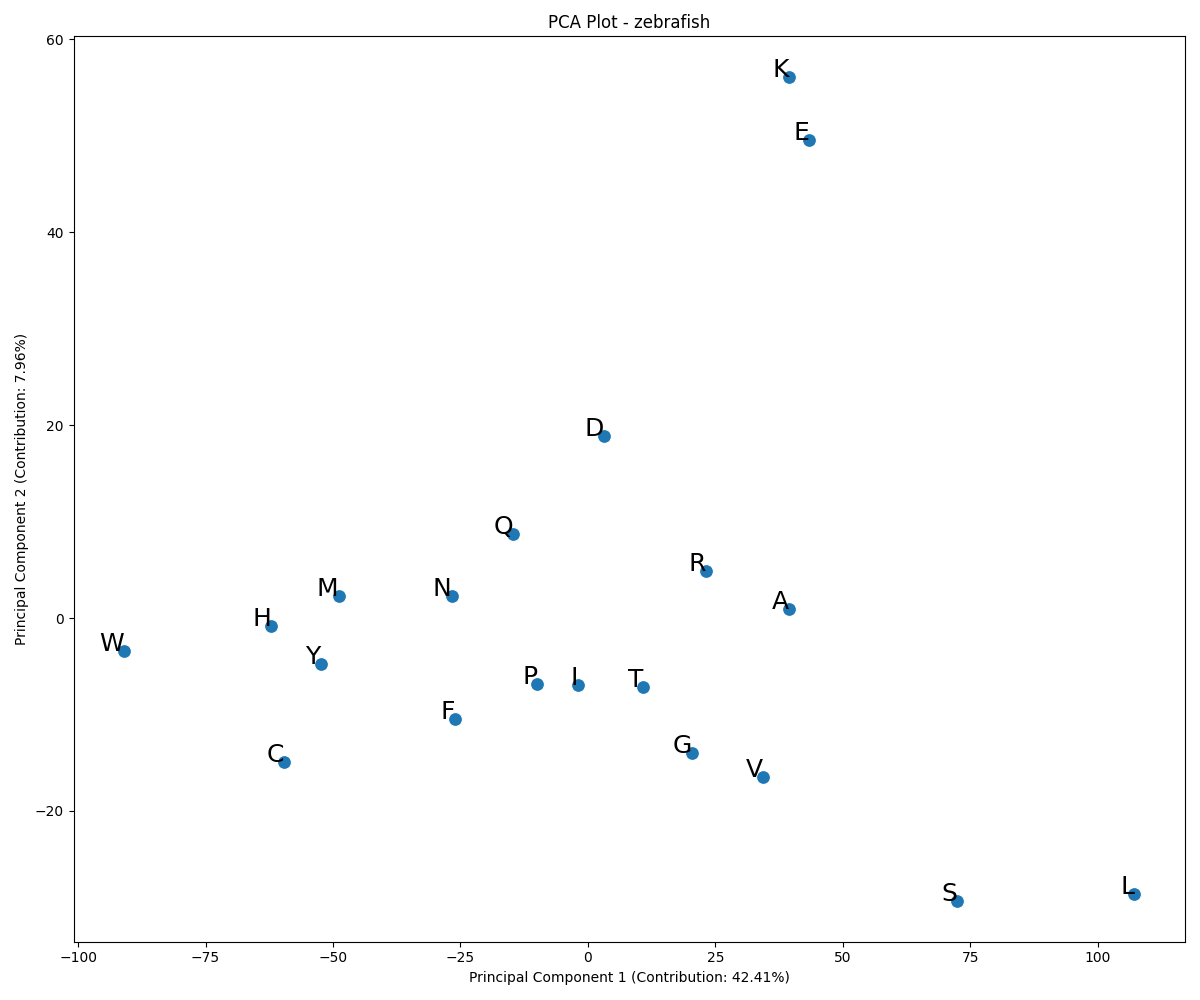 PCA Plot - zebrafish
60
K
E
40
Principal Component 2 (Contribution: 7.96%)
D
20
Q
R
M
N
A
H
0
W
Y
P
I
T
F
G
C
V
−20
L
S
−100
−75
−50
−25
0
25
50
75
100
Principal Component 1 (Contribution: 42.41%)